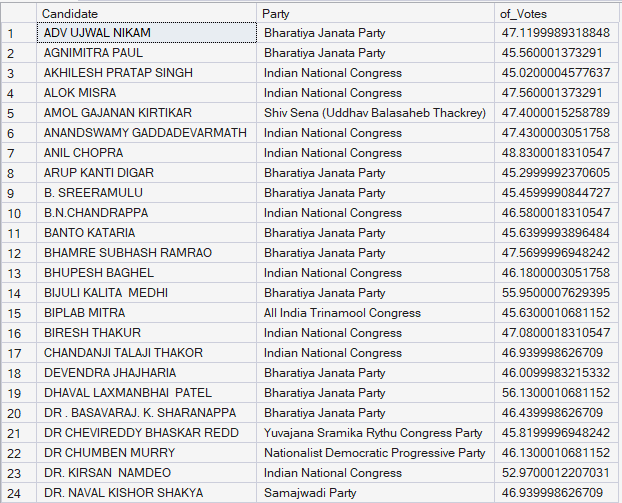 Candidate Party of_Votes
1 ADV UJWAL NIKAM Bharatiya Janata Party 47.1199989318848
2 AGNIMITRA PAUL Bharatiya Janata Party 45.560001373291
3 AKHILESH PRATAP SINGH Indian National Congress 45.0200004577637
4 ALOK MISRA Indian National Congress 47.560001373291
5 AMOL GAJANAN KIRTIKAR Shiv Sena (Uddhav Balasaheb Thackrey) 47.4000015258789
6 ANANDSWAMY GADDADEVARMATH Indian National Congress 47.4300003051758
7 ANIL CHOPRA Indian National Congress 48.8300018310547
8 ARUP KANTI DIGAR Bharatiya Janata Party 45.2999992370605
9 B. SREERAMULU Bharatiya Janata Party 45.4599990844727
10 B.N.CHANDRAPPA Indian National Congress 46.5800018310547
11 BANTO KATARIA Bharatiya Janata Party 45.6399993896484
12 BHAMRE SUBHASH RAMRAO Bharatiya Janata Party 47.5699996948242
13 BHUPESH BAGHEL Indian National Congress 46.1800003051758
14 BIJULI KALITA  MEDHI Bharatiya Janata Party 55.9500007629395
15 BIPLAB MITRA All India Trinamool Congress 45.6300010681152
16 BIRESH THAKUR Indian National Congress 47.0800018310547
17 CHANDANJI TALAJI THAKOR Indian National Congress 46.939998626709
18 DEVENDRA JHAJHARIA Bharatiya Janata Party 46.0099983215332
19 DHAVAL LAXMANBHAI  PATEL Bharatiya Janata Party 56.1300010681152
20 DR . BASAVARAJ. K. SHARANAPPA Bharatiya Janata Party 46.439998626709
21 DR CHEVIREDDY BHASKAR REDD Yuvajana Sramika Rythu Congress Party 45.8199996948242
22 DR CHUMBEN MURRY Nationalist Democratic Progressive Party 46.1300010681152
23 DR. KIRSAN  NAMDEO Indian National Congress 52.9700012207031
24 DR. NAVAL KISHOR SHAKYA Samajwadi Party 46.939998626709